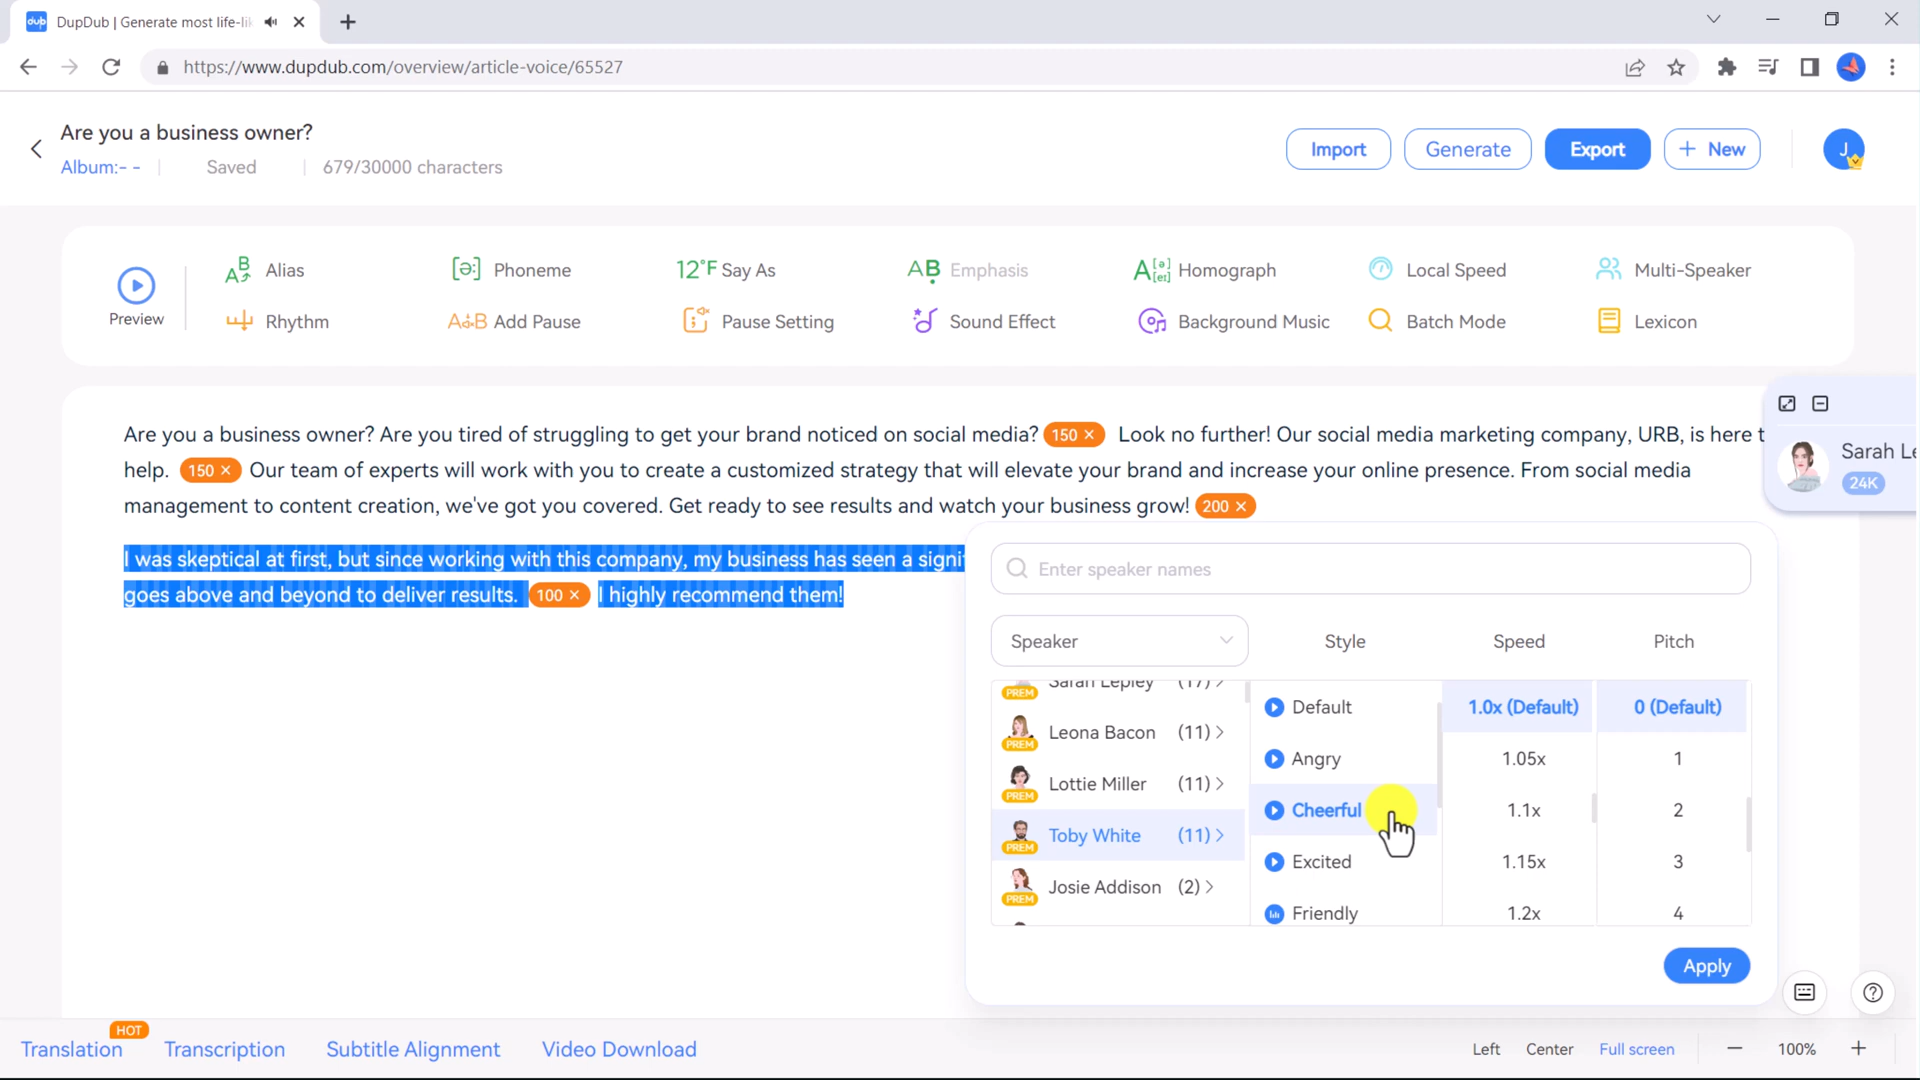 dub DupDub | Generate most life-li
https://www.dupdub.com/overview/article-voice/65527
Are you a business owner?
Album:- - Saved 679/30000 characters
Import Generate Export + New J
Preview
Alias Phoneme 12°F Say As Emphasis Homograph Local Speed Multi-Speaker
Rhythm Add Pause Pause Setting Sound Effect Background Music Batch Mode Lexicon
Are you a business owner? Are you tired of struggling to get your brand noticed on social media? 150 × Look no further! Our social media marketing company, URB, is here t
help. 150 × Our team of experts will work with you to create a customized strategy that will elevate your brand and increase your online presence. From social media
management to content creation, we've got you covered. Get ready to see results and watch your business grow! 200 ×
I was skeptical at first, but since working with this company, my business has seen a signif
goes above and beyond to deliver results. 100 × I highly recommend them!
Sarah Le
24K
Enter speaker names
Speaker Style Speed Pitch
PREM Sarah Lepley (17) > Default 1.0x (Default) 0 (Default)
PREM Leona Bacon (11) > Angry 1.05x 1
PREM Lottie Miller (11) > Cheerful 1.1x 2
PREM Toby White (11) > Excited 1.15x 3
PREM Josie Addison (2) > Friendly 1.2x 4
Apply
HOT
Translation Transcription Subtitle Alignment Video Download Left Center Full screen — 100% +